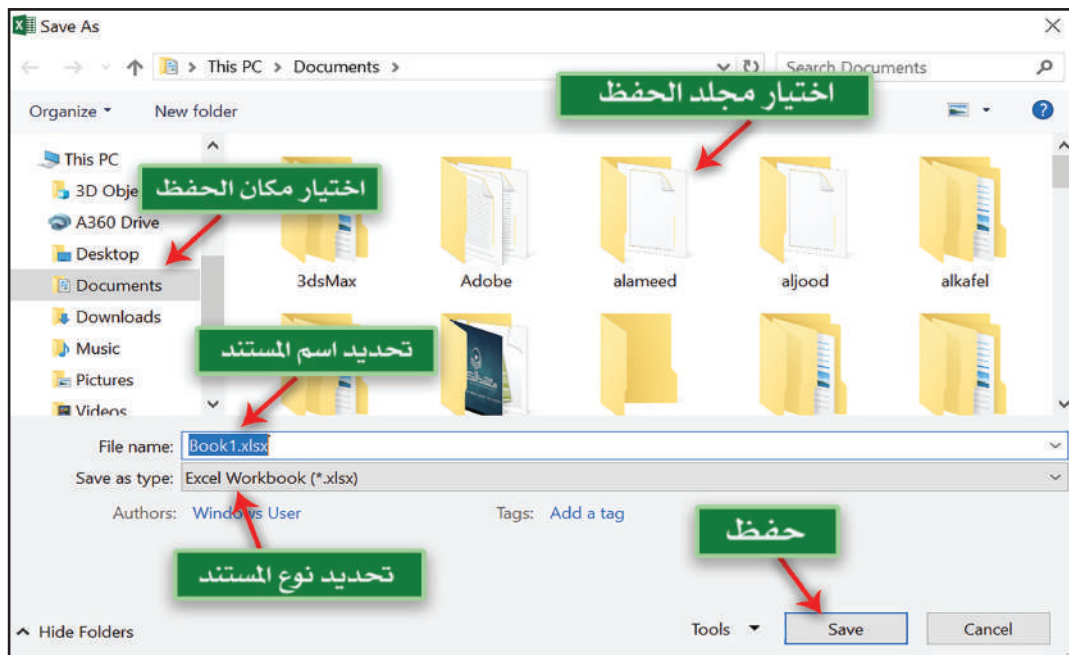 Save As
This PC > Documents >
Search Documents
Organize
New folder
اختيار مجلد الحفظ
This PC
3D Obje
اختيار مكان الحفظ
A360 Drive
Desktop
Documents
Downloads
Music
Pictures
Videos
3dsMax
Adobe
alameed
aljood
alkafel
تحديد اسم المستند
File name: Book1.xlsx
Save as type: Excel Workbook (*.xlsx)
Authors: Windows User
Tags: Add a tag
حفظ
تحديد نوع المستند
Hide Folders
Tools
Save
Cancel